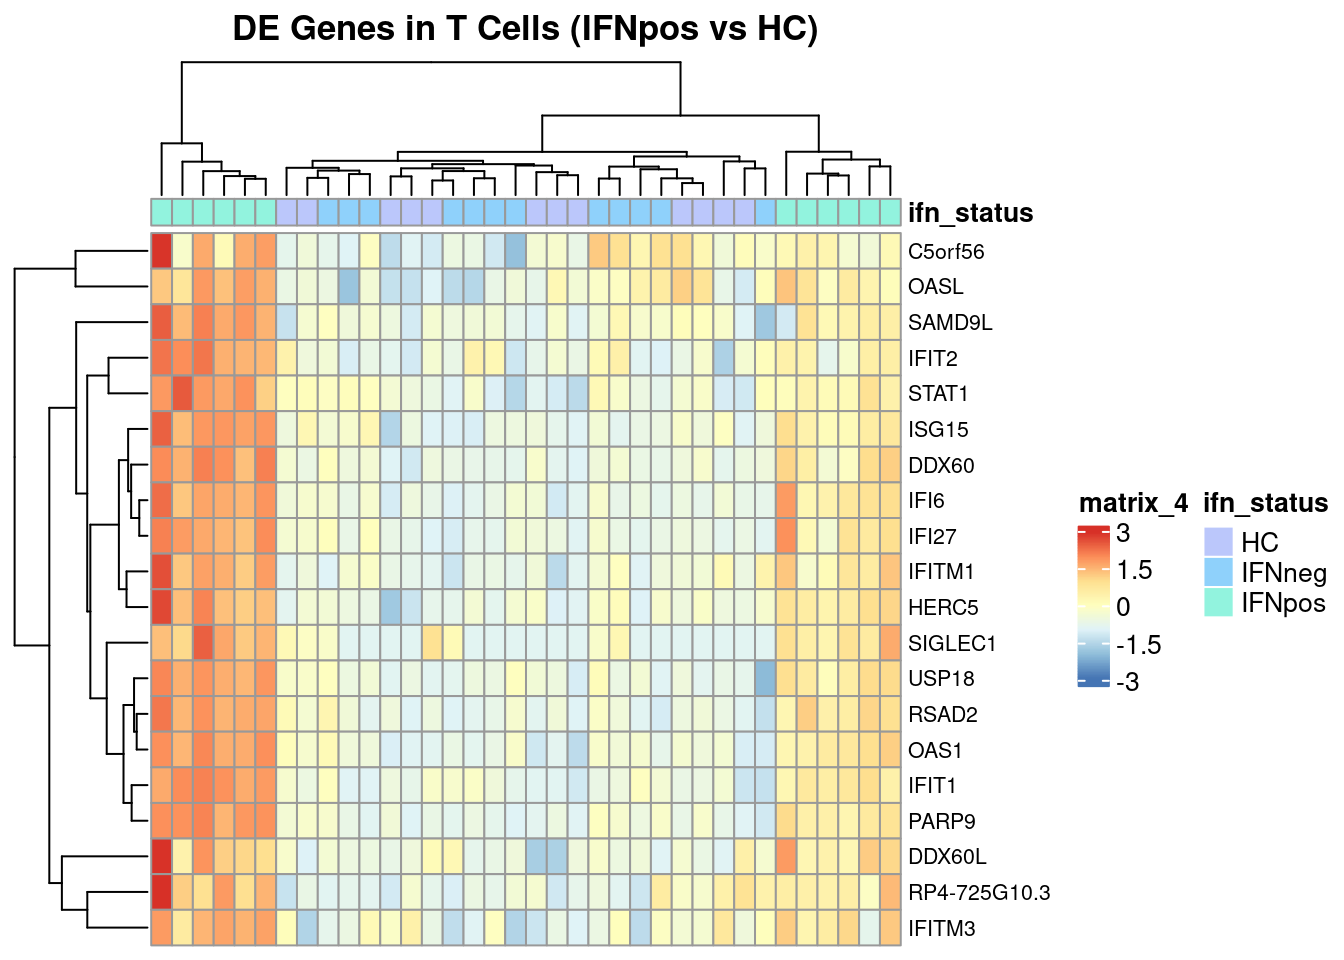 DE Genes in T Cells (IFNpos vs HC)
ifn_status
C5orf56
OASL
SAMD9L
IFIT2
STAT1
ISG15
DDX60
IFI6
IFI27
IFITM1
HERC5
SIGLEC1
USP18
RSAD2
OAS1
IFIT1
PARP9
DDX60L
RP4-725G10.3
IFITM3
matrix_4
3
1.5
0
-1.5
-3
ifn_status
HC
IFNneg
IFNpos